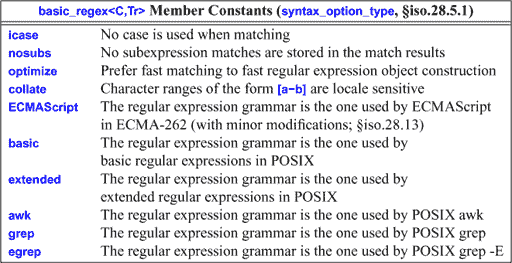 basic_regex<C,Tr> Member Constants (syntax_option_type, §iso.28.5.1)
icase No case is used when matching
nosubs No subexpression matches are stored in the match results
optimize Prefer fast matching to fast regular expression object construction
collate Character ranges of the form [a−b] are locale sensitive
ECMAScript The regular expression grammar is the one used by ECMAScript
in ECMA-262 (with minor modifications; §iso.28.13)
basic The regular expression grammar is the one used by
basic regular expressions in POSIX
extended The regular expression grammar is the one used by
extended regular expressions in POSIX
awk The regular expression grammar is the one used by POSIX awk
grep The regular expression grammar is the one used by POSIX grep
egrep The regular expression grammar is the one used by POSIX grep -E